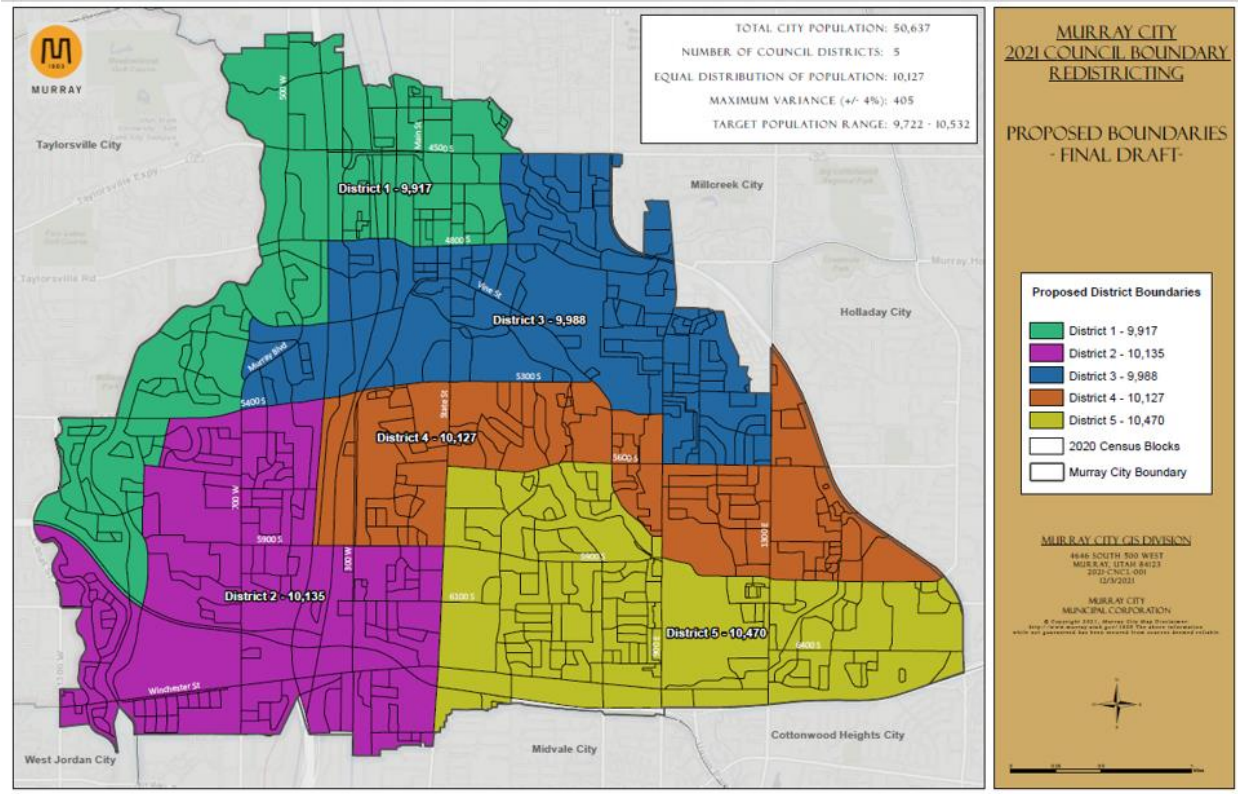 MURRAY
TOTAL CITY POPULATION: 50,637
NUMBER OF COUNCIL DISTRICTS: 5
EQUAL DISTRIBUTION OF POPULATION: 10,127
MAXIMUM VARIANCE (+/- 4%): 405
TARGET POPULATION RANGE: 9,722 - 10,532
Taylorsville City
Taylorsville Expy
Taylorsville Rd
500 W
Main St
4500 S
District 1 - 9,917
4800 S
Millcreek City
Holladay City
Vine St
District 3 - 9,988
Murray Blvd
5300 S
5400 S
State St
District 4 - 10,127
5600 S
700 W
5900 S
300 W
1300 E
5900 S
District 2 - 10,135
6100 S
District 5 - 10,470
900 E
6400 S
Winchester St
West Jordan City
Midvale City
Cottonwood Heights City
MURRAY CITY
2021 COUNCIL BOUNDARY
REDISTRICTING
PROPOSED BOUNDARIES
- FINAL DRAFT-
Proposed District Boundaries
District 1 - 9,917
District 2 - 10,135
District 3 - 9,988
District 4 - 10,127
District 5 - 10,470
2020 Census Blocks
Murray City Boundary
MURRAY CITY GIS DIVISION
4646 SOUTH 500 WEST
MURRAY, UTAH 84123
2021-CNCL-001
12/3/2021
MURRAY CITY
MUNICIPAL CORPORATION